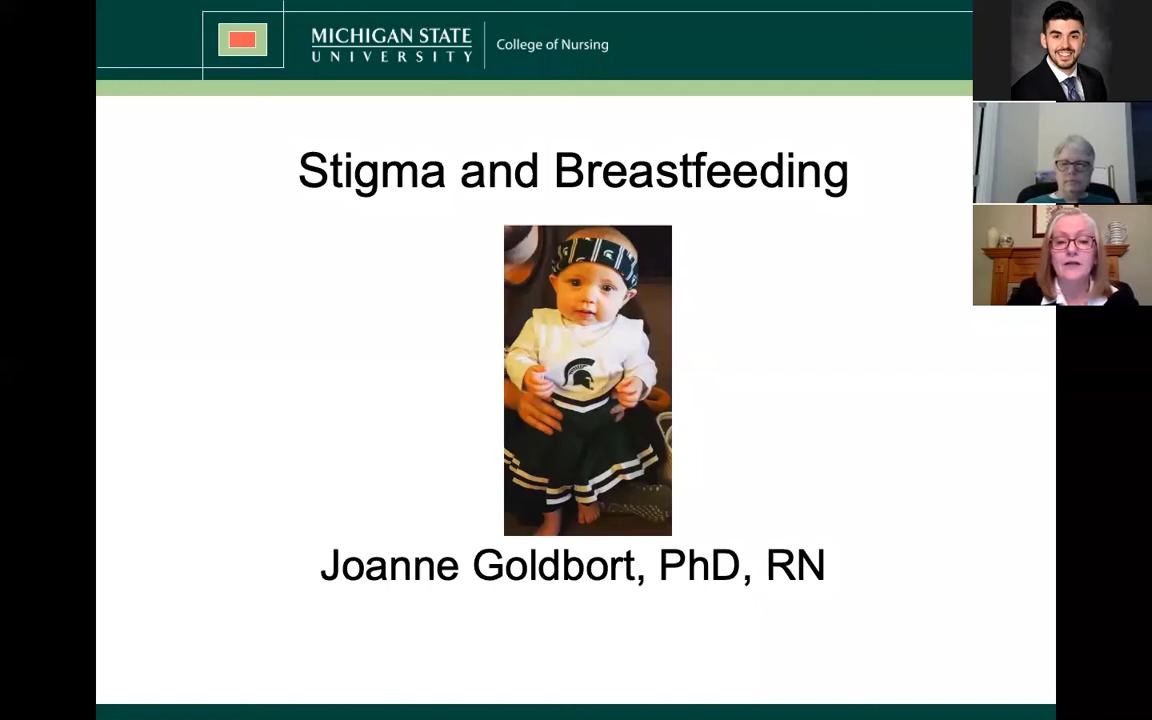 MICHIGAN STATE
UNIVERSITY
College of Nursing
Stigma and Breastfeeding
Joanne Goldbort, PhD, RN